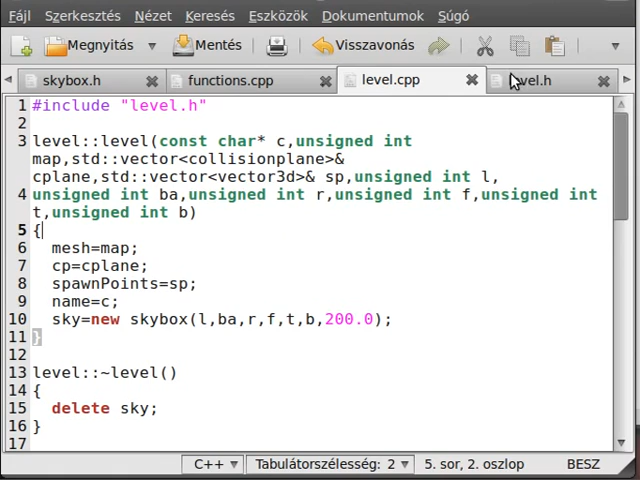 Fájl Szerkesztés Nézet Keresés Eszközök Dokumentumok Súgó
Megnyitás Mentés Visszavonás
skybox.h functions.cpp level.cpp level.h
1 #include "level.h"
2
3 level::level(const char* c,unsigned int
map,std::vector<collisionplane>&
cplane,std::vector<vector3d>& sp,unsigned int l,
4 unsigned int ba,unsigned int r,unsigned int f,unsigned int
t,unsigned int b)
5 {
6 mesh=map;
7 cp=cplane;
8 spawnPoints=sp;
9 name=c;
10 sky=new skybox(l,ba,r,f,t,b,200.0);
11 }
12
13 level::~level()
14 {
15 delete sky;
16 }
17
C++ Tabulátorszélesség: 2 5. sor, 2. oszlop BESZ